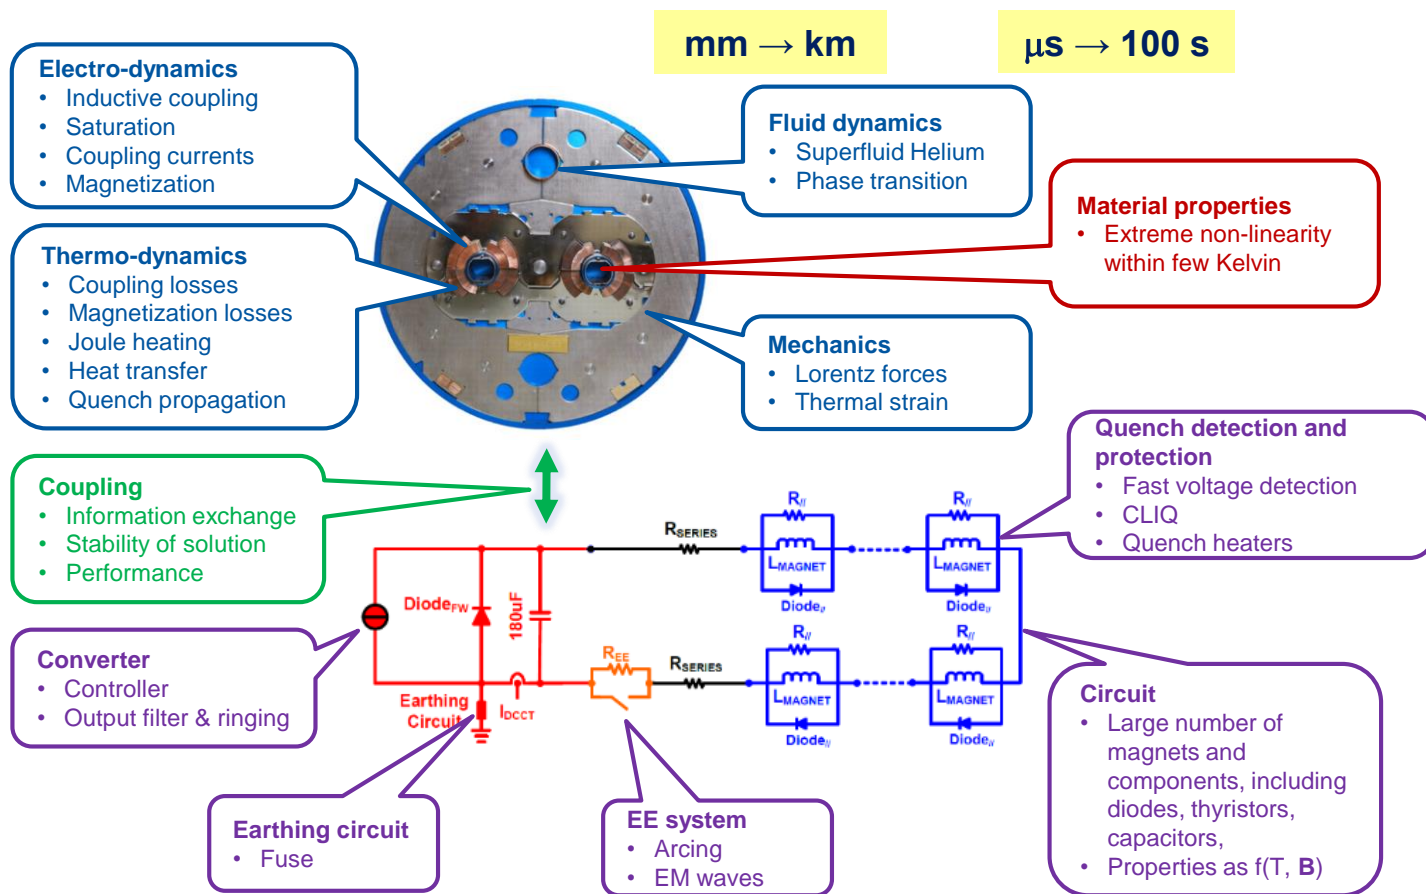 mm → km
μs → 100 s
Electro-dynamics
• Inductive coupling
• Saturation
• Coupling currents
• Magnetization
Fluid dynamics
• Superfluid Helium
• Phase transition
Material properties
• Extreme non-linearity
within few Kelvin
Thermo-dynamics
• Coupling losses
• Magnetization losses
• Joule heating
• Heat transfer
• Quench propagation
Mechanics
• Lorentz forces
• Thermal strain
Quench detection and
protection
• Fast voltage detection
• CLIQ
• Quench heaters
Coupling
• Information exchange
• Stability of solution
• Performance
R//
R//
RSERIES
LMAGNET
LMAGNET
Diode//
Diode//
DiodeFW
180uF
R//
R//
REE
RSERIES
LMAGNET
LMAGNET
Diode//
Diode//
Earthing
Circuit
IDCCT
Converter
• Controller
• Output filter & ringing
Circuit
• Large number of
magnets and
components, including
diodes, thyristors,
capacitors,
• Properties as f(T, B)
Earthing circuit
• Fuse
EE system
• Arcing
• EM waves